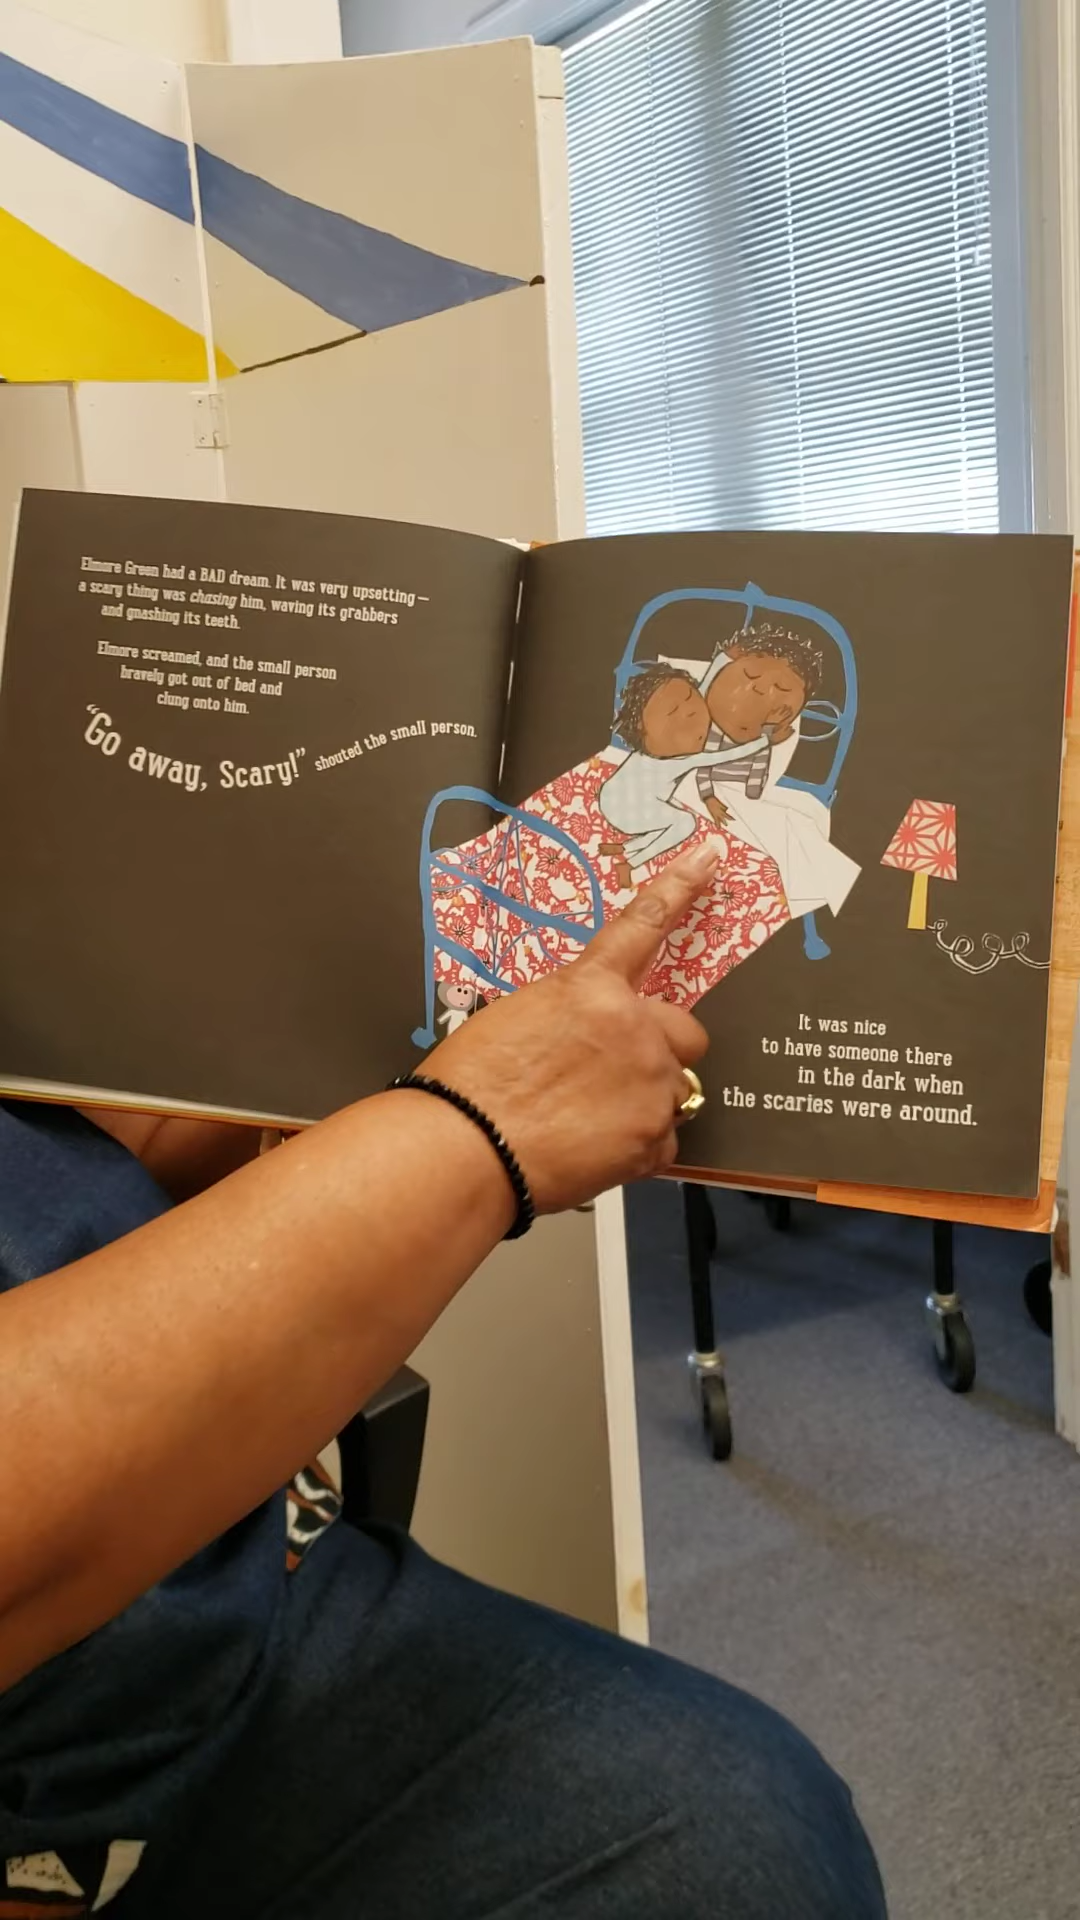 Elmore Green had a BAD dream. It was very upsetting —
a scary thing was chasing him, waving its grabbers
and gnashing its teeth.
Elmore screamed, and the small person
bravely got out of bed and
clung onto him.
"Go away, Scary!" shouted the small person.
It was nice
to have someone there
in the dark when
the scaries were around.